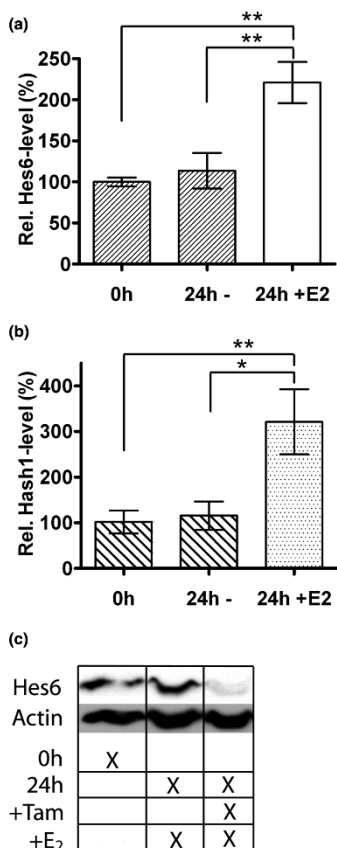 (a)
**
**
Rel. Hes6-level (%)
250
200
150
100
50
0
0h 24h - 24h +E2
(b)
**
*
Rel. Hash1-level (%)
400
300
200
100
0
0h 24h - 24h +E2
(c)
Hes6
Actin
0h X
24h X X
+Tam X
+E₂ X X